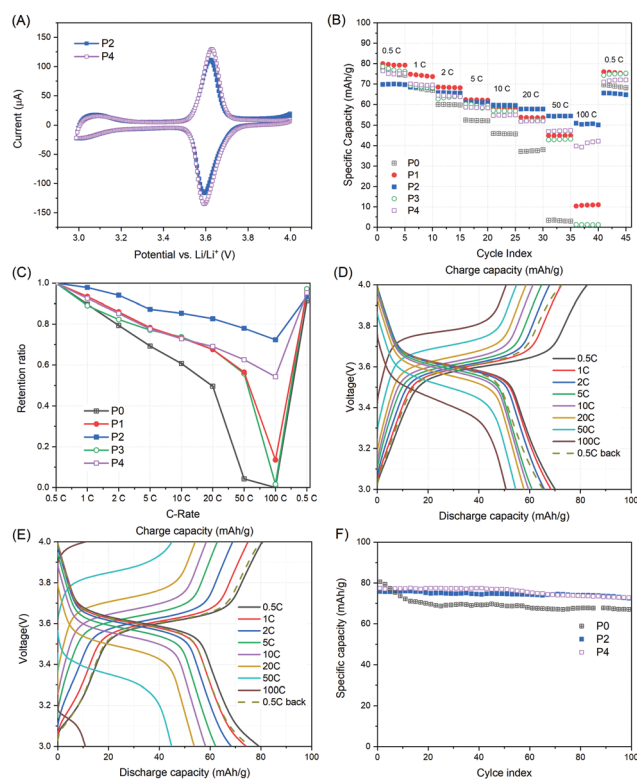 (A)
P2
P4
Current (μA)
150
100
50
0
-50
-100
-150
3.0 3.2 3.4 3.6 3.8 4.0
Potential vs. Li/Li⁺ (V)
(B)
Specific Capacity (mAh/g)
100
90
80
70
60
50
40
30
20
10
0
0.5 C
1 C
2 C
5 C
10 C
20 C
50 C
100 C
0.5 C
P0
P1
P2
P3
P4
0 5 10 15 20 25 30 35 40 45
Cycle Index
(C)
Retention ratio
1.0
0.8
0.6
0.4
0.2
0.0
P0
P1
P2
P3
P4
0.5 C 1 C 2 C 5 C 10 C 20 C 50 C 100 C 0.5 C
C-Rate
(D)
Charge capacity (mAh/g)
Voltage(V)
4.0
3.8
3.6
3.4
3.2
3.0
0.5C
1C
2C
5C
10C
20C
50C
100C
0.5C back
0 20 40 60 80 100
Discharge capacity (mAh/g)
(E)
Charge capacity (mAh/g)
Voltage(V)
4.0
3.8
3.6
3.4
3.2
3.0
0.5C
1C
2C
5C
10C
20C
50C
100C
0.5C back
0 20 40 60 80 100
Discharge capacity (mAh/g)
(F)
Specific capacity (mAh/g)
100
80
60
40
20
0
P0
P2
P4
0 20 40 60 80 100
Cylce index